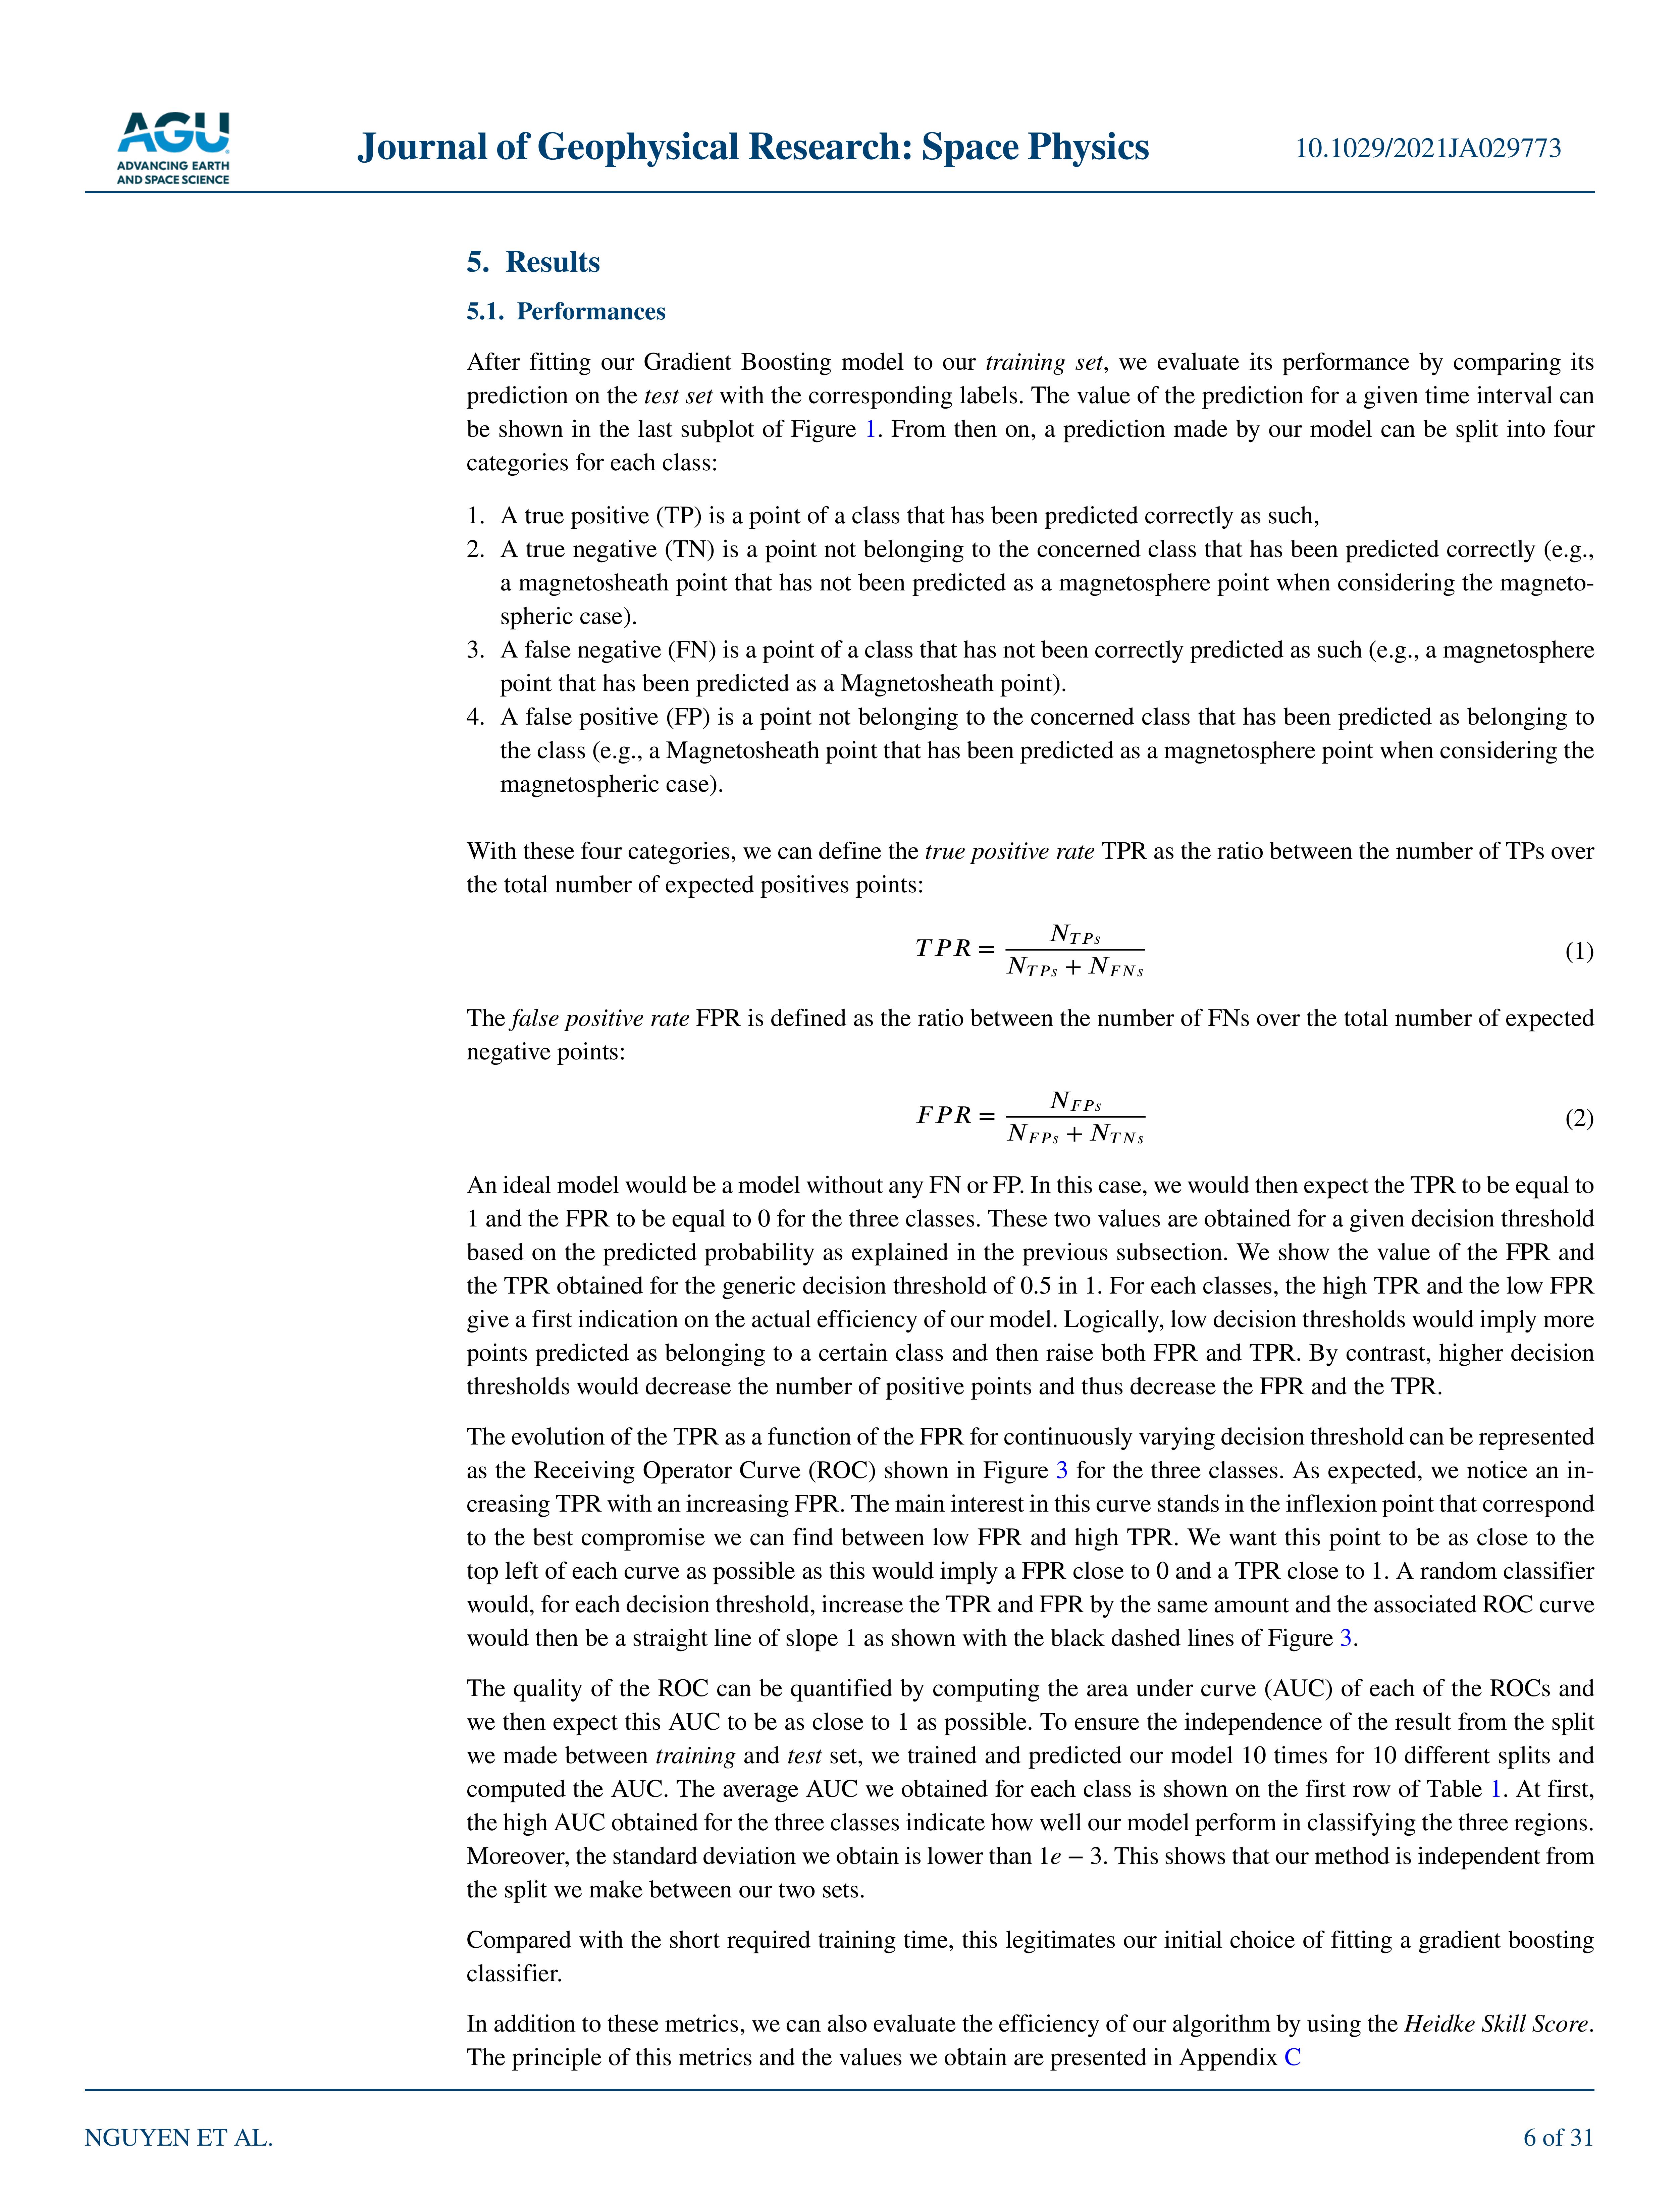 AGU
ADVANCING EARTH
AND SPACE SCIENCE
Journal of Geophysical Research: Space Physics
10.1029/2021JA029773
5. Results
5.1. Performances
After fitting our Gradient Boosting model to our training set, we evaluate its performance by comparing its
prediction on the test set with the corresponding labels. The value of the prediction for a given time interval can
be shown in the last subplot of Figure 1. From then on, a prediction made by our model can be split into four
categories for each class:
1. A true positive (TP) is a point of a class that has been predicted correctly as such,
2. A true negative (TN) is a point not belonging to the concerned class that has been predicted correctly (e.g.,
a magnetosheath point that has not been predicted as a magnetosphere point when considering the magneto-
spheric case).
3. A false negative (FN) is a point of a class that has not been correctly predicted as such (e.g., a magnetosphere
point that has been predicted as a Magnetosheath point).
4. A false positive (FP) is a point not belonging to the concerned class that has been predicted as belonging to
the class (e.g., a Magnetosheath point that has been predicted as a magnetosphere point when considering the
magnetospheric case).
With these four categories, we can define the true positive rate TPR as the ratio between the number of TPs over
the total number of expected positives points:
TPR = N_TPs / (N_TPs + N_FNs) (1)
The false positive rate FPR is defined as the ratio between the number of FNs over the total number of expected
negative points:
FPR = N_FPs / (N_FPs + N_TNs) (2)
An ideal model would be a model without any FN or FP. In this case, we would then expect the TPR to be equal to
1 and the FPR to be equal to 0 for the three classes. These two values are obtained for a given decision threshold
based on the predicted probability as explained in the previous subsection. We show the value of the FPR and
the TPR obtained for the generic decision threshold of 0.5 in 1. For each classes, the high TPR and the low FPR
give a first indication on the actual efficiency of our model. Logically, low decision thresholds would imply more
points predicted as belonging to a certain class and then raise both FPR and TPR. By contrast, higher decision
thresholds would decrease the number of positive points and thus decrease the FPR and the TPR.
The evolution of the TPR as a function of the FPR for continuously varying decision threshold can be represented
as the Receiving Operator Curve (ROC) shown in Figure 3 for the three classes. As expected, we notice an in-
creasing TPR with an increasing FPR. The main interest in this curve stands in the inflexion point that correspond
to the best compromise we can find between low FPR and high TPR. We want this point to be as close to the
top left of each curve as possible as this would imply a FPR close to 0 and a TPR close to 1. A random classifier
would, for each decision threshold, increase the TPR and FPR by the same amount and the associated ROC curve
would then be a straight line of slope 1 as shown with the black dashed lines of Figure 3.
The quality of the ROC can be quantified by computing the area under curve (AUC) of each of the ROCs and
we then expect this AUC to be as close to 1 as possible. To ensure the independence of the result from the split
we made between training and test set, we trained and predicted our model 10 times for 10 different splits and
computed the AUC. The average AUC we obtained for each class is shown on the first row of Table 1. At first,
the high AUC obtained for the three classes indicate how well our model perform in classifying the three regions.
Moreover, the standard deviation we obtain is lower than 1e − 3. This shows that our method is independent from
the split we make between our two sets.
Compared with the short required training time, this legitimates our initial choice of fitting a gradient boosting
classifier.
In addition to these metrics, we can also evaluate the efficiency of our algorithm by using the Heidke Skill Score.
The principle of this metrics and the values we obtain are presented in Appendix C
NGUYEN ET AL.
6 of 31